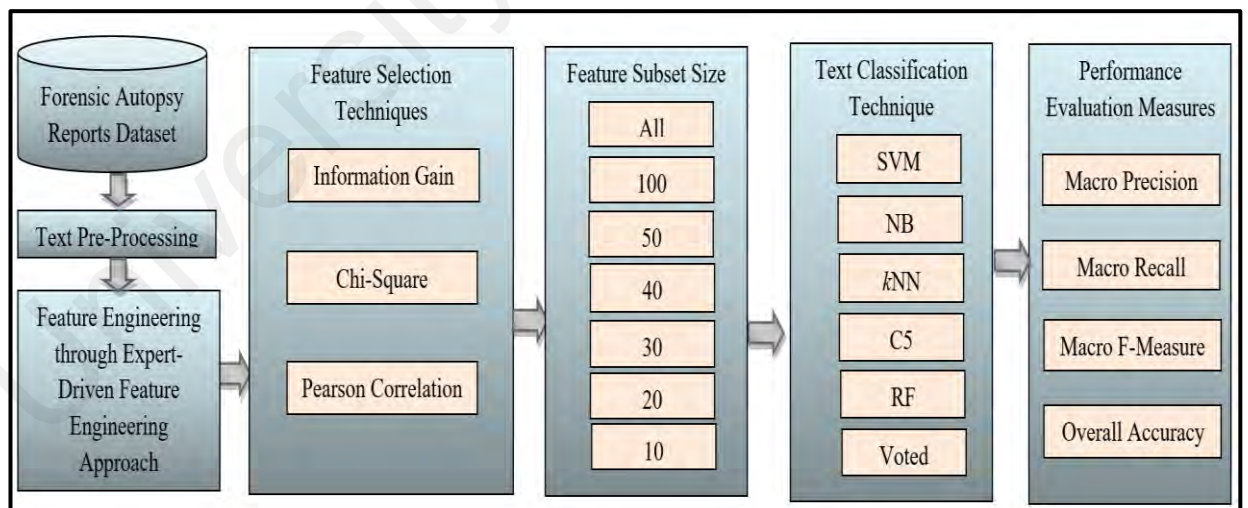 Forensic Autopsy
Reports Dataset
Text Pre-Processing
Feature Engineering
through Expert-
Driven Feature
Engineering
Approach
Feature Selection
Techniques
Information Gain
Chi-Square
Pearson Correlation
Feature Subset Size
All
100
50
40
30
20
10
Text Classification
Technique
SVM
NB
kNN
C5
RF
Voted
Performance
Evaluation Measures
Macro Precision
Macro Recall
Macro F-Measure
Overall Accuracy
University